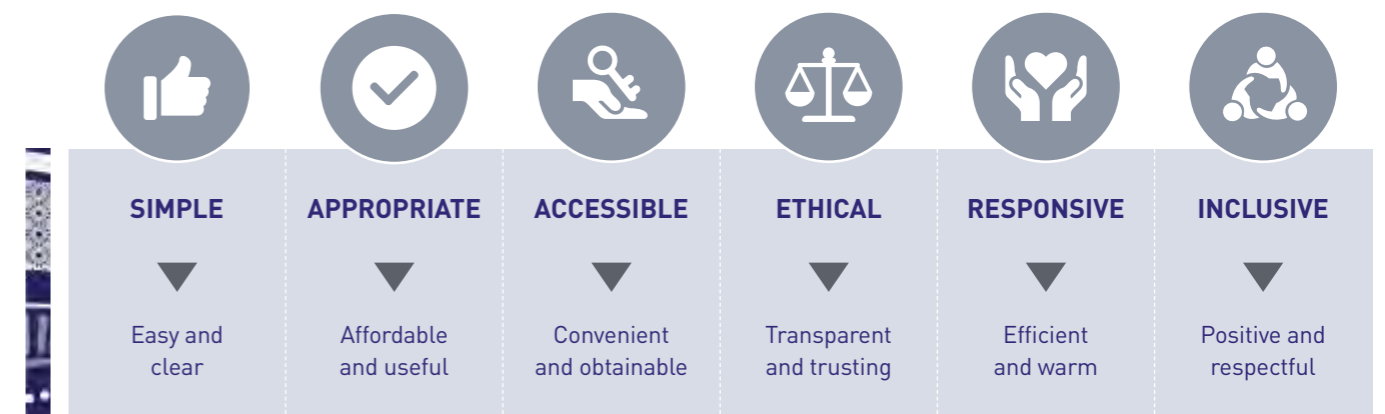 SIMPLE
Easy and
clear
APPROPRIATE
Affordable
and useful
ACCESSIBLE
Convenient
and obtainable
ETHICAL
Transparent
and trusting
RESPONSIVE
Efficient
and warm
INCLUSIVE
Positive and
respectful